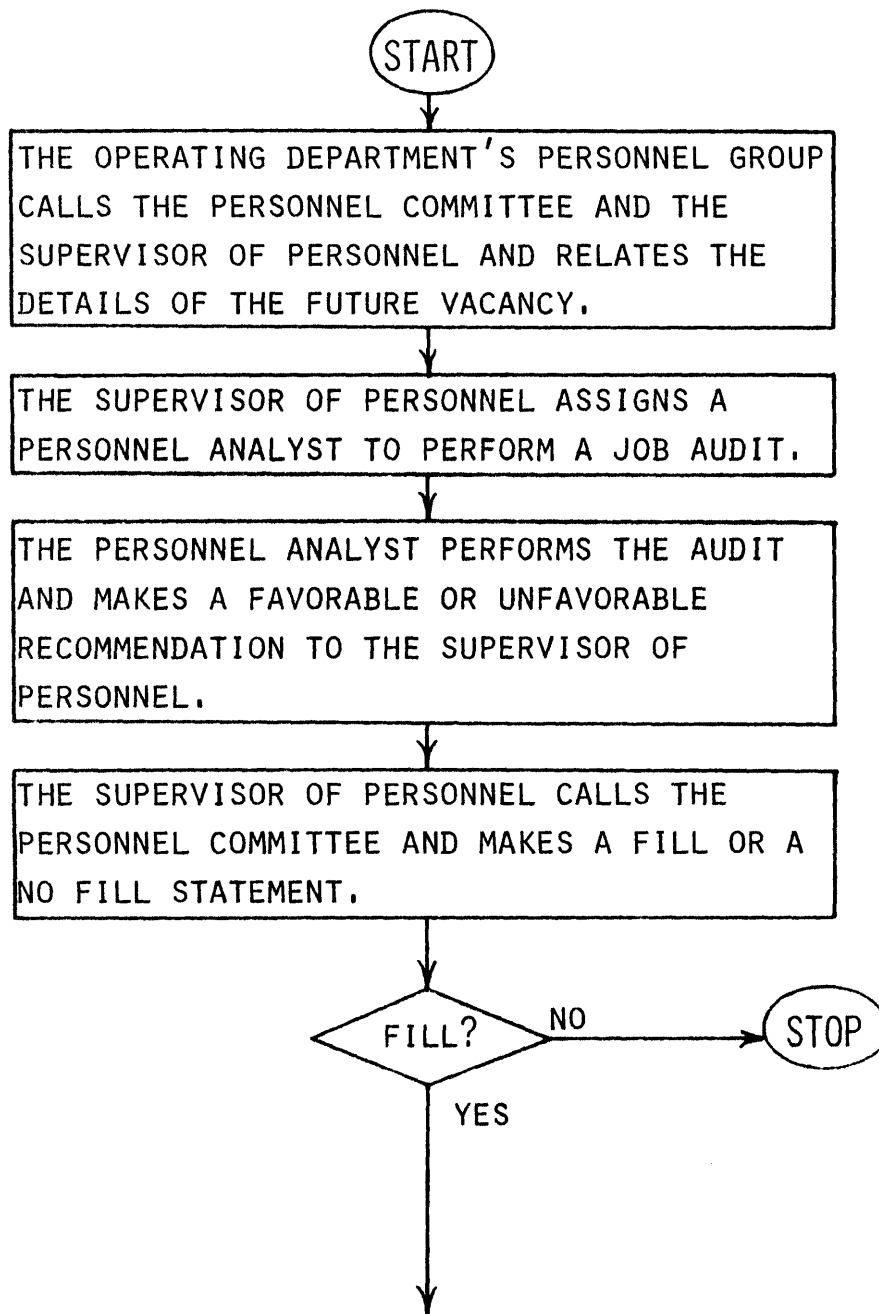 START
THE OPERATING DEPARTMENT'S PERSONNEL GROUP
CALLS THE PERSONNEL COMMITTEE AND THE
SUPERVISOR OF PERSONNEL AND RELATES THE
DETAILS OF THE FUTURE VACANCY.
THE SUPERVISOR OF PERSONNEL ASSIGNS A
PERSONNEL ANALYST TO PERFORM A JOB AUDIT.
THE PERSONNEL ANALYST PERFORMS THE AUDIT
AND MAKES A FAVORABLE OR UNFAVORABLE
RECOMMENDATION TO THE SUPERVISOR OF
PERSONNEL.
THE SUPERVISOR OF PERSONNEL CALLS THE
PERSONNEL COMMITTEE AND MAKES A FILL OR A
NO FILL STATEMENT.
FILL?
NO
STOP
YES